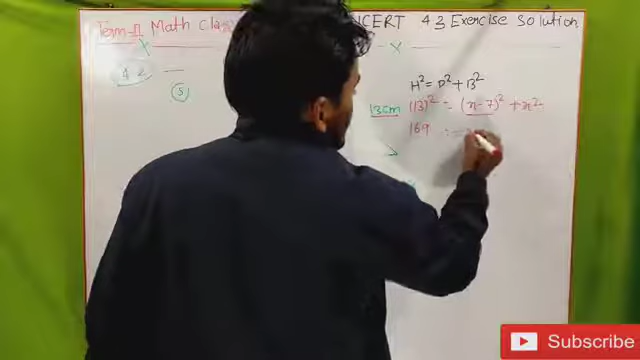 Term-II Math Class NCERT 4.3 Exercise Solution
4.2
5
H² = P² + B²
13cm (13)² = (x-7)² + x²
169 =
Subscribe